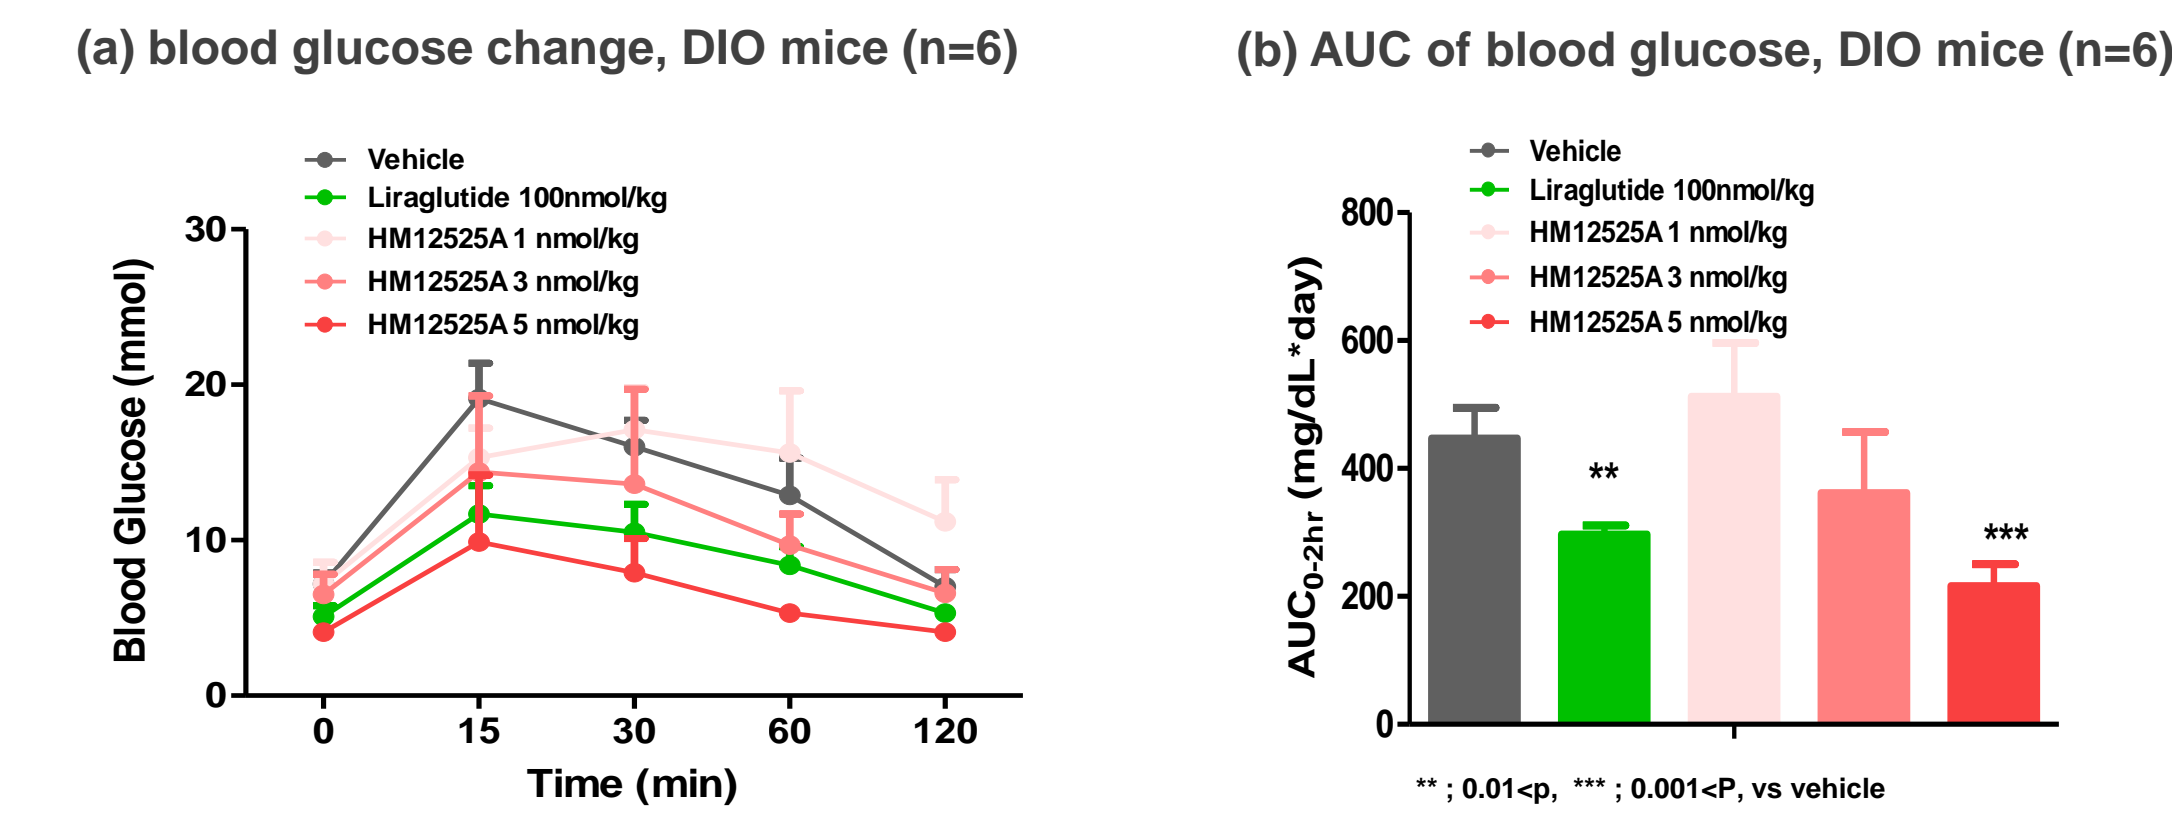 (a) blood glucose change, DIO mice (n=6)
Vehicle
Liraglutide 100nmol/kg
HM12525A 1 nmol/kg
HM12525A 3 nmol/kg
HM12525A 5 nmol/kg
Blood Glucose (mmol)
30
20
10
0
0 15 30 60 120
Time (min)
(b) AUC of blood glucose, DIO mice (n=6)
Vehicle
Liraglutide 100nmol/kg
HM12525A 1 nmol/kg
HM12525A 3 nmol/kg
HM12525A 5 nmol/kg
AUC0-2hr (mg/dL*day)
800
600
400
200
0
**
***
** ; 0.01<p, *** ; 0.001<P, vs vehicle